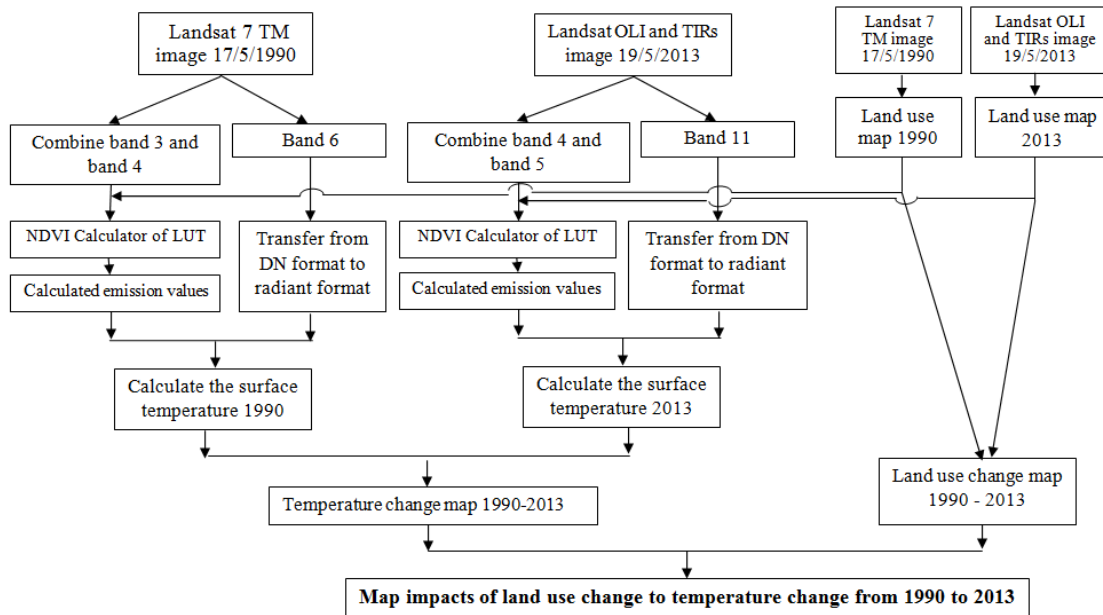 Landsat 7 TM
image 17/5/1990
Landsat OLI and TIRs
image 19/5/2013
Landsat 7
TM image
17/5/1990
Landsat OLI
and TIRs image
19/5/2013
Combine band 3 and
band 4
Band 6
Combine band 4 and
band 5
Band 11
Land use
map 1990
Land use map
2013
NDVI Calculator of LUT
Transfer from
DN format to
radiant format
NDVI Calculator of LUT
Transfer from DN
format to radiant
format
Calculated emission values
Calculated emission values
Calculate the surface
temperature 1990
Calculate the surface
temperature 2013
Temperature change map 1990-2013
Land use change map
1990 - 2013
Map impacts of land use change to temperature change from 1990 to 2013